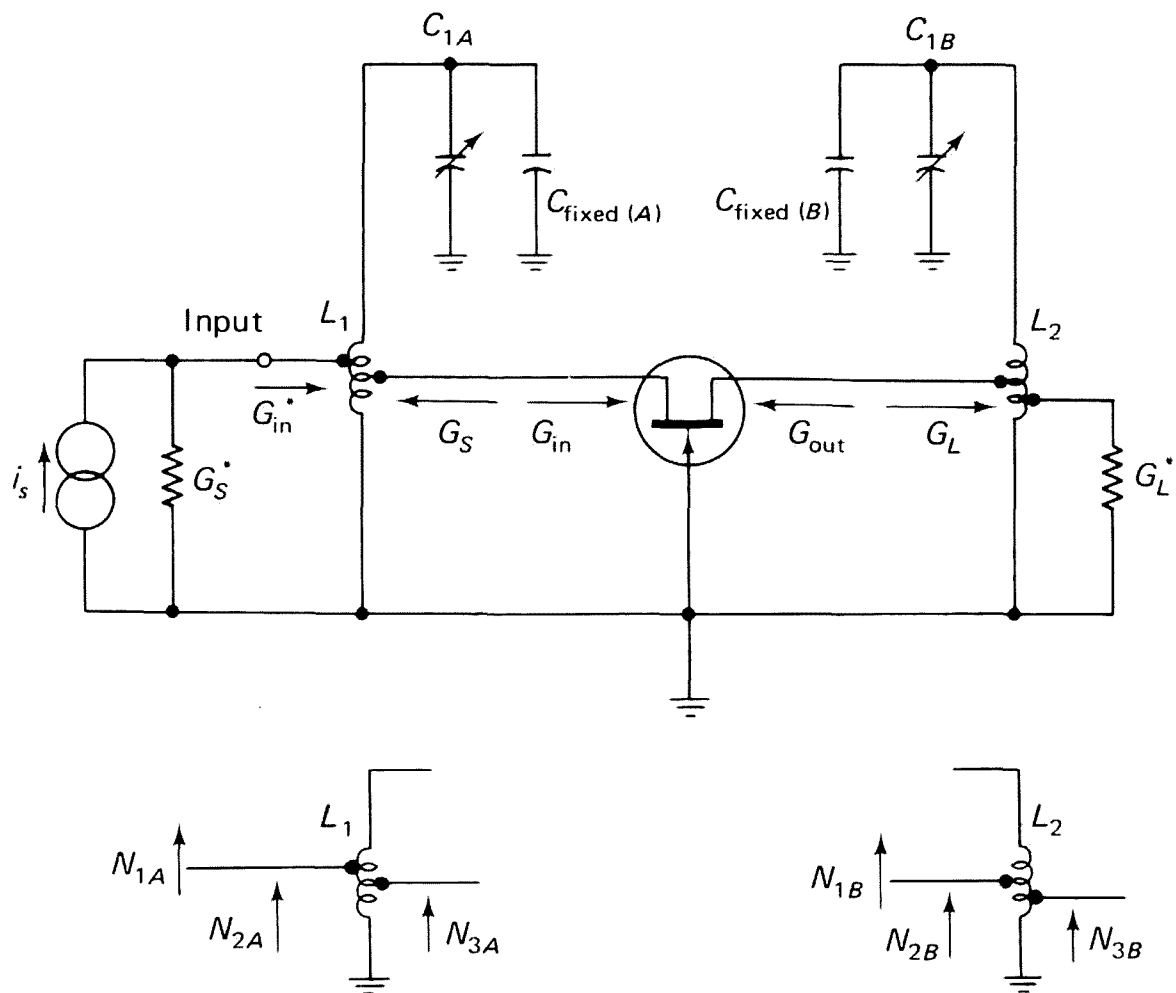 C1A
C1B
Cfixed (A)
Cfixed (B)
Input
L1
L2
Gin*
GS
Gin
Gout
GL
is
GS*
GL*
L1
L2
N1A
N1B
N2A
N3A
N2B
N3B